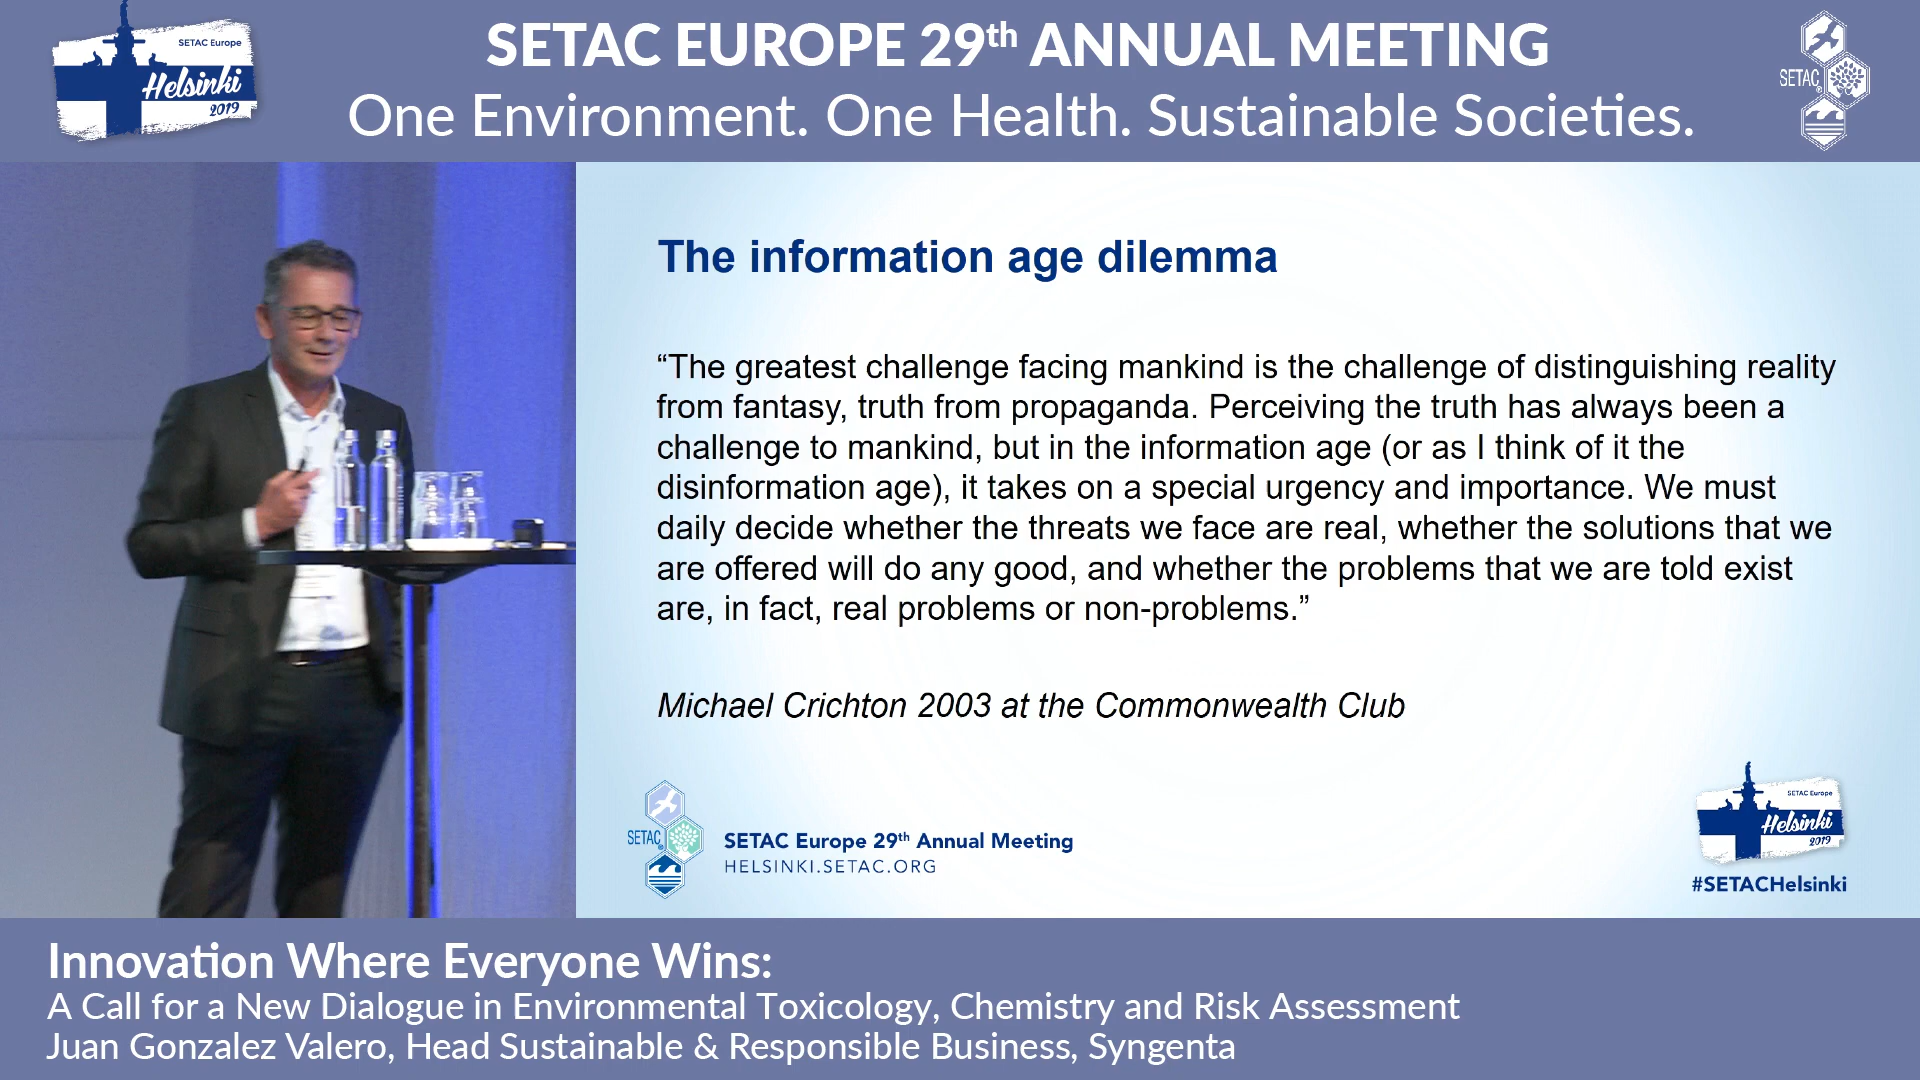 SETAC Europe
Helsinki
2019
SETAC EUROPE 29th ANNUAL MEETING
One Environment. One Health. Sustainable Societies.
SETAC
The information age dilemma
“The greatest challenge facing mankind is the challenge of distinguishing reality
from fantasy, truth from propaganda. Perceiving the truth has always been a
challenge to mankind, but in the information age (or as I think of it the
disinformation age), it takes on a special urgency and importance. We must
daily decide whether the threats we face are real, whether the solutions that we
are offered will do any good, and whether the problems that we are told exist
are, in fact, real problems or non-problems.”
Michael Crichton 2003 at the Commonwealth Club
SETAC
SETAC Europe 29th Annual Meeting
HELSINKI.SETAC.ORG
SETAC Europe
Helsinki
2019
#SETACHelsinki
Innovation Where Everyone Wins:
A Call for a New Dialogue in Environmental Toxicology, Chemistry and Risk Assessment
Juan Gonzalez Valero, Head Sustainable & Responsible Business, Syngenta